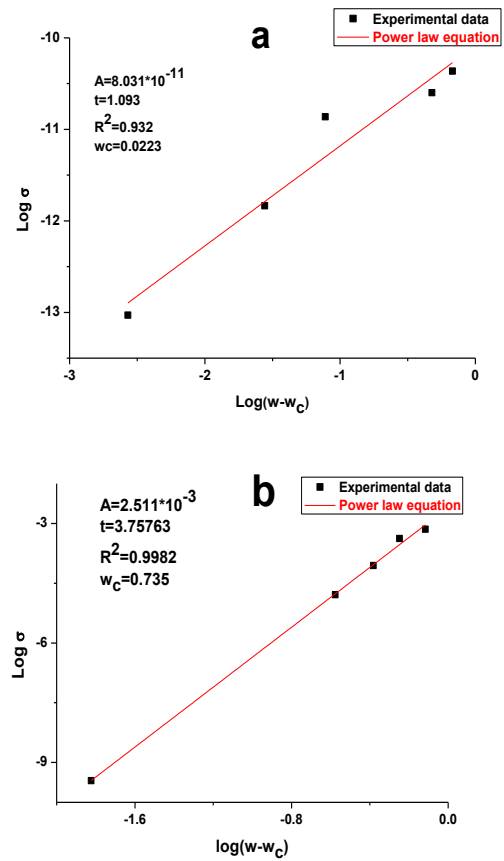 a
Experimental data
Power law equation
A=8.031*10^-11
t=1.093
R^2=0.932
wc=0.0223
-10
-11
-12
-13
Log σ
-3
-2
-1
0
Log(w-w_C)
b
Experimental data
Power law equation
A=2.511*10^-3
t=3.75763
R^2=0.9982
w_C=0.735
-3
-6
-9
Log σ
-1.6
-0.8
0.0
log(w-w_C)